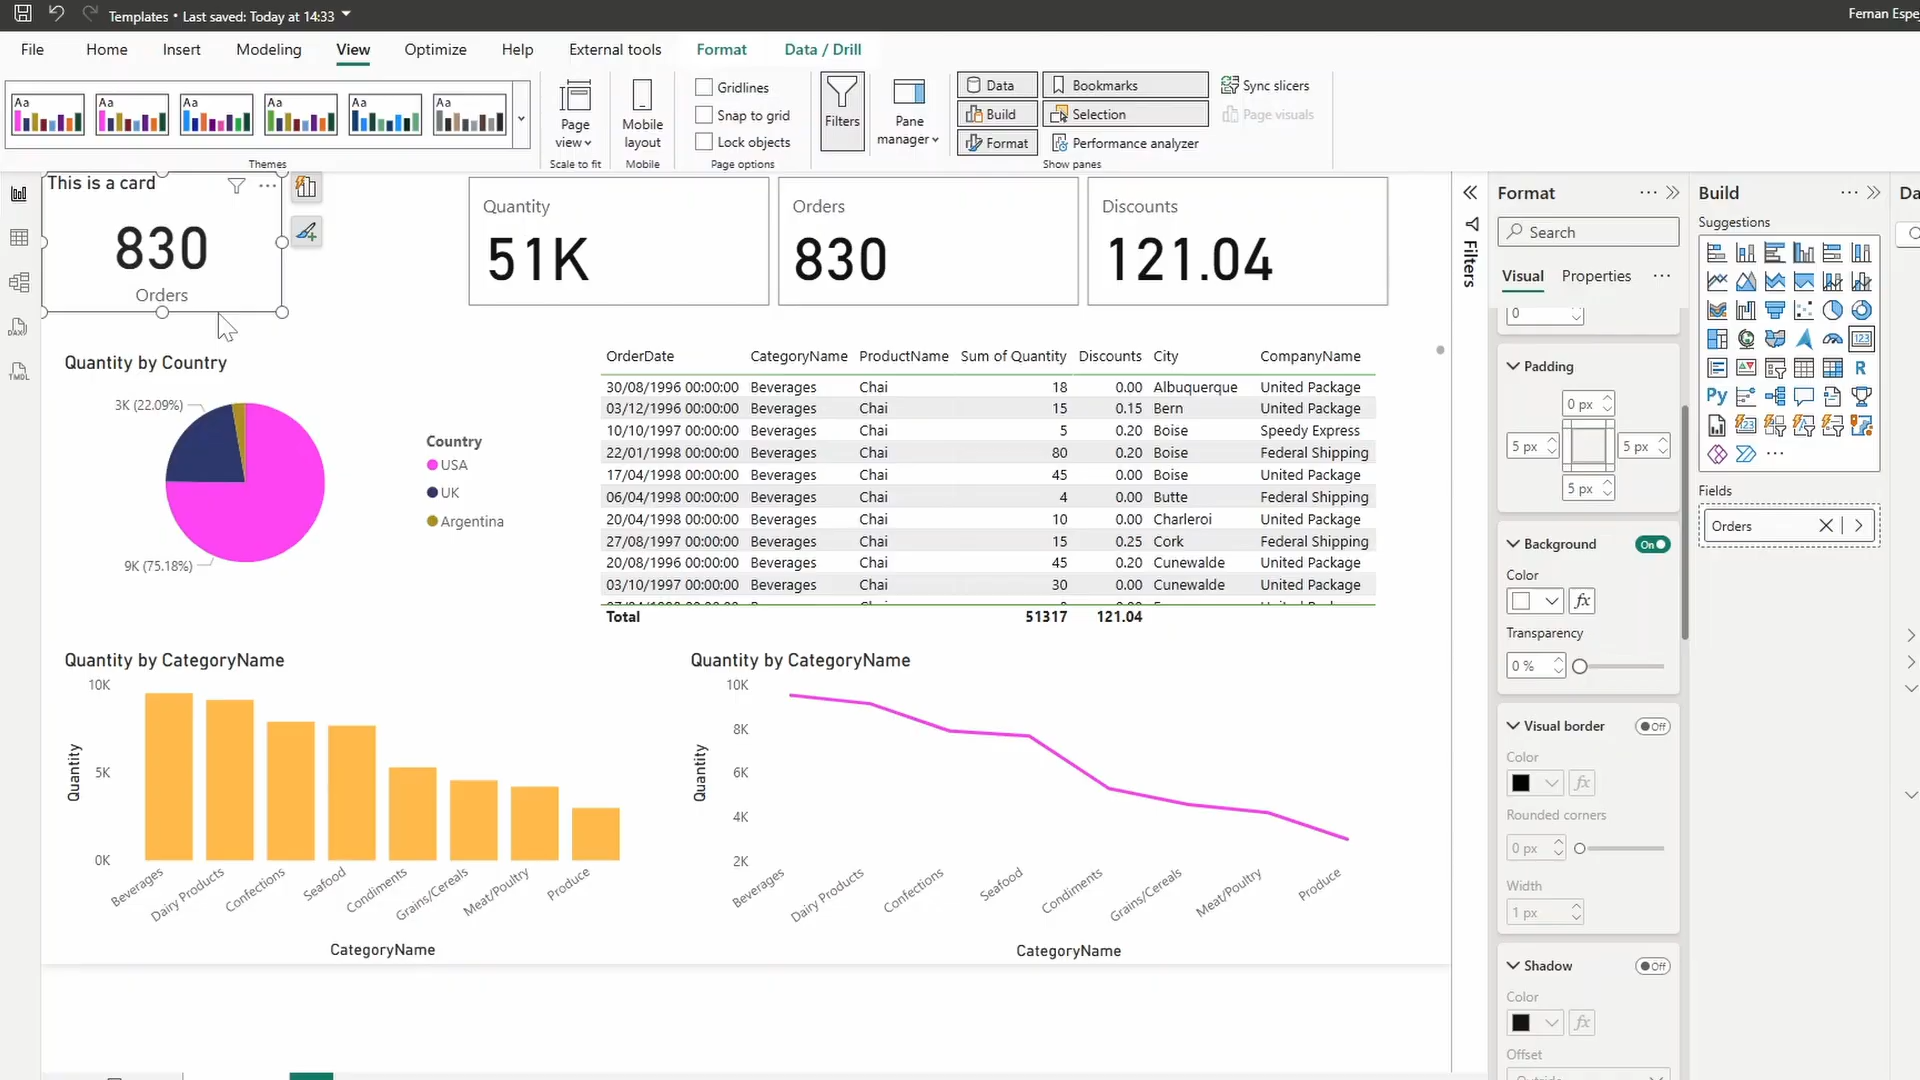 Templates • Last saved: Today at 14:33
Fernan Espe
File Home Insert Modeling View Optimize Help External tools Format Data / Drill
Aa Aa Aa Aa Aa Aa
Themes
Page view
Scale to fit
Mobile layout
Mobile
Gridlines
Snap to grid
Lock objects
Page options
Filters
Pane manager
Data
Build
Format
Bookmarks
Selection
Performance analyzer
Show panes
Sync slicers
Page visuals
DAX
TMDL
This is a card
830
Orders
Quantity
51K
Orders
830
Discounts
121.04
Quantity by Country
3K (22.09%)
9K (75.18%)
Country
USA
UK
Argentina
OrderDate CategoryName ProductName Sum of Quantity Discounts City CompanyName
30/08/1996 00:00:00 Beverages Chai 18 0.00 Albuquerque United Package
03/12/1996 00:00:00 Beverages Chai 15 0.15 Bern United Package
10/10/1997 00:00:00 Beverages Chai 5 0.20 Boise Speedy Express
22/01/1998 00:00:00 Beverages Chai 80 0.20 Boise Federal Shipping
17/04/1998 00:00:00 Beverages Chai 45 0.00 Boise United Package
06/04/1998 00:00:00 Beverages Chai 4 0.00 Butte Federal Shipping
20/04/1998 00:00:00 Beverages Chai 10 0.00 Charleroi United Package
27/08/1997 00:00:00 Beverages Chai 15 0.25 Cork Federal Shipping
20/08/1996 00:00:00 Beverages Chai 45 0.20 Cunewalde United Package
03/10/1997 00:00:00 Beverages Chai 30 0.00 Cunewalde United Package
Total 51317 121.04
Quantity by CategoryName
10K
5K
0K
Quantity
Beverages Dairy Products Confections Seafood Condiments Grains/Cereals Meat/Poultry Produce
CategoryName
Quantity by CategoryName
10K
8K
6K
4K
2K
Quantity
Beverages Dairy Products Confections Seafood Condiments Grains/Cereals Meat/Poultry Produce
CategoryName
Filters
Format
Search
Visual Properties
0
Padding
0 px
5 px
5 px
5 px
Background On
Color
fx
Transparency
0 %
Visual border Off
Color
fx
Rounded corners
0 px
Width
1 px
Shadow Off
Color
fx
Offset
Build
Suggestions
123
R
Py
123
Fields
Orders
Da